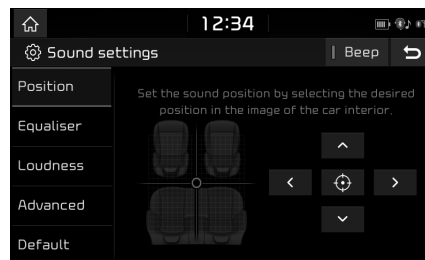 12:34
Sound settings
Beep
Position
Set the sound position by selecting the desired
position in the image of the car interior.
Equaliser
Loudness
Advanced
Default